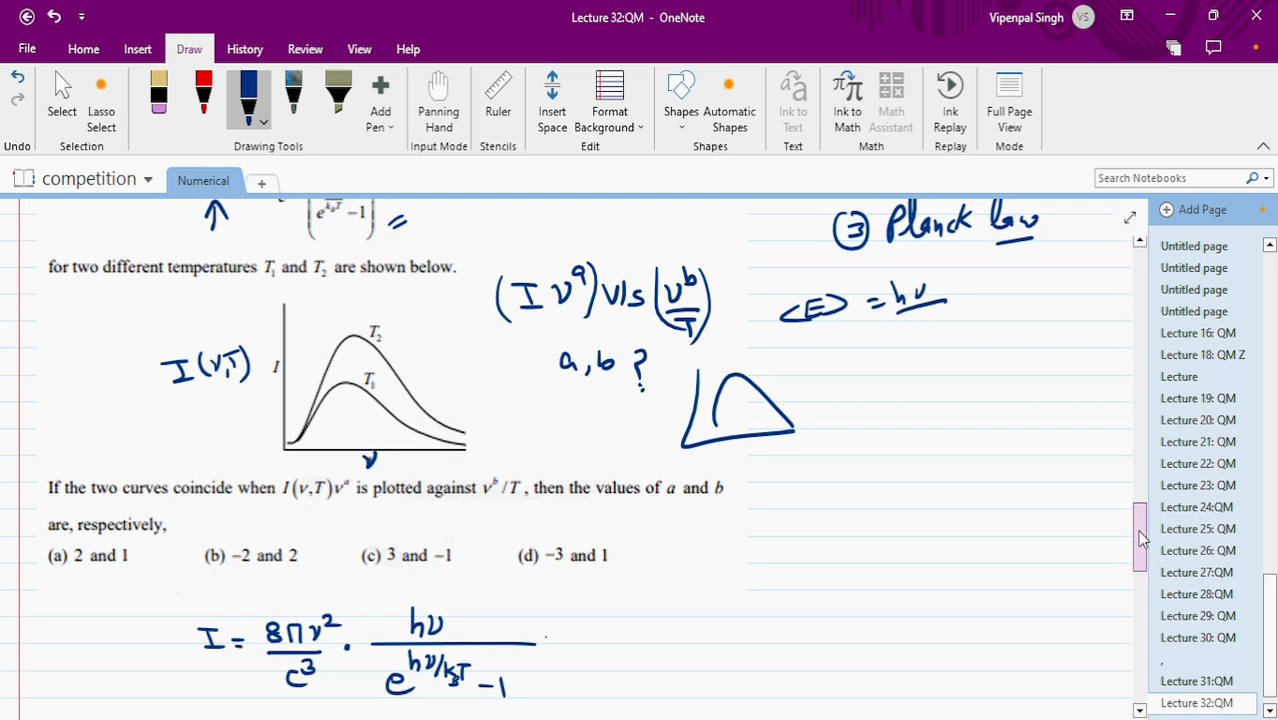 Lecture 32:QM - OneNote
Vipenpal Singh VS
File Home Insert Draw History Review View Help
Undo
Select
Lasso Select
Add Pen
Panning Hand
Ruler
Insert Space
Format Background
Shapes
Automatic Shapes
Ink to Text
Ink to Math
Math Assistant
Ink Replay
Full Page View
Selection Drawing Tools Input Mode Stencils Edit Shapes Text Math Replay Mode
competition Numerical + Search Notebooks
Add Page
Untitled page
Untitled page
Untitled page
Untitled page
Lecture 16: QM
Lecture 18: QM Z
Lecture
Lecture 19: QM
Lecture 20: QM
Lecture 21: QM
Lecture 22: QM
Lecture 23: QM
Lecture 24:QM
Lecture 25: QM
Lecture 26: QM
Lecture 27:QM
Lecture 28: QM
Lecture 29: QM
Lecture 30: QM
,
Lecture 31:QM
Lecture 32:QM
③ Planck law
for two different temperatures T₁ and T₂ are shown below.
(I ν^a) v/s (ν^b/T)
<E> = hν
a, b ?
I(ν,T)
I
T₂
T₁
ν
If the two curves coincide when I(ν,T)ν^a is plotted against ν^b/T, then the values of a and b
are, respectively,
(a) 2 and 1 (b) −2 and 2 (c) 3 and −1 (d) −3 and 1
I = 8πν²/c³ · hν/(e^(hν/k_BT) −1)